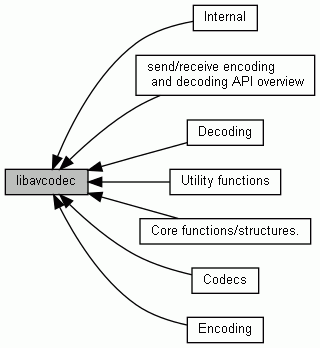 Internal
send/receive encoding
and decoding API overview
Decoding
libavcodec
Utility functions
Core functions/structures.
Codecs
Encoding